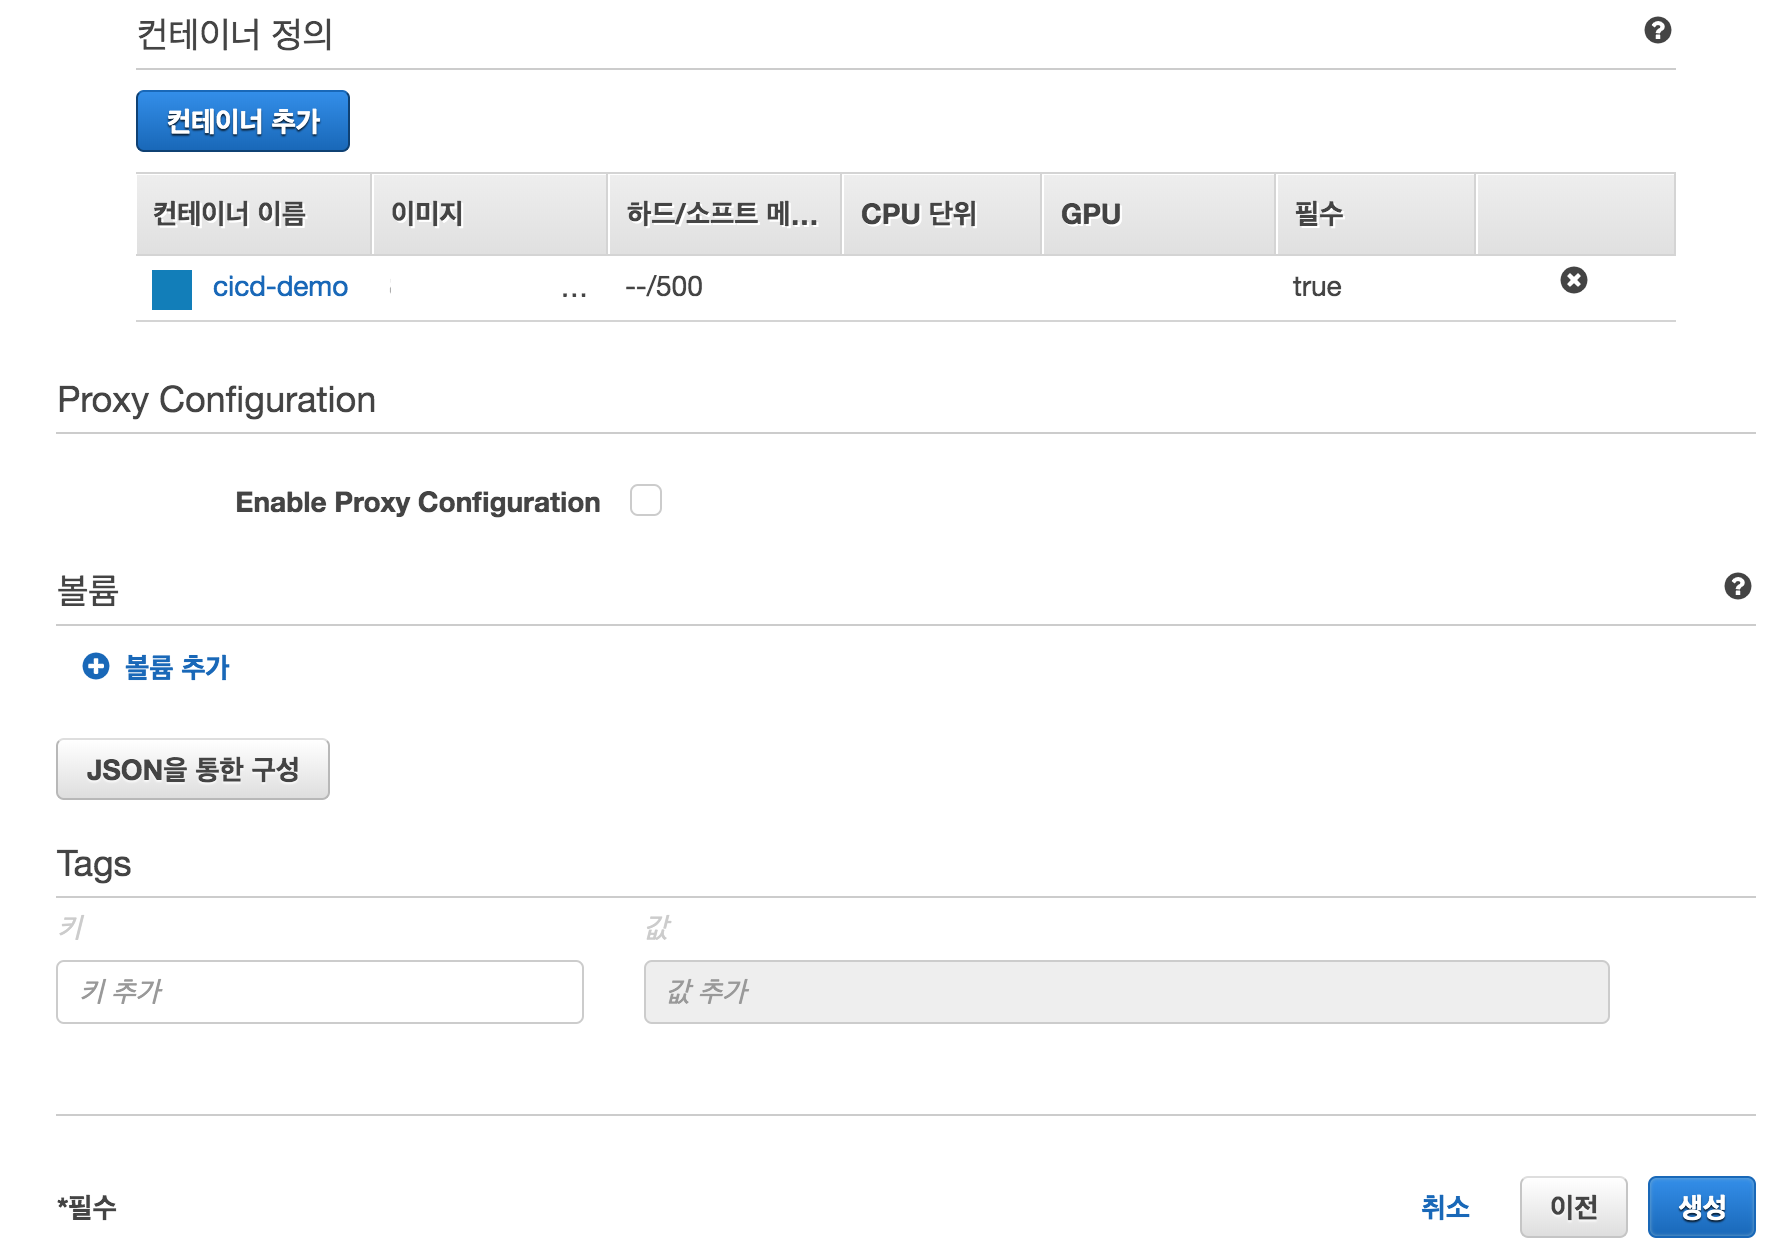 컨테이너 정의
컨테이너 추가
컨테이너 이름 이미지 하드/소프트 메... CPU 단위 GPU 필수
cicd-demo ... --/500 true
Proxy Configuration
Enable Proxy Configuration
볼륨
볼륨 추가
JSON을 통한 구성
Tags
키 값
키 추가 값 추가
*필수 취소 이전 생성